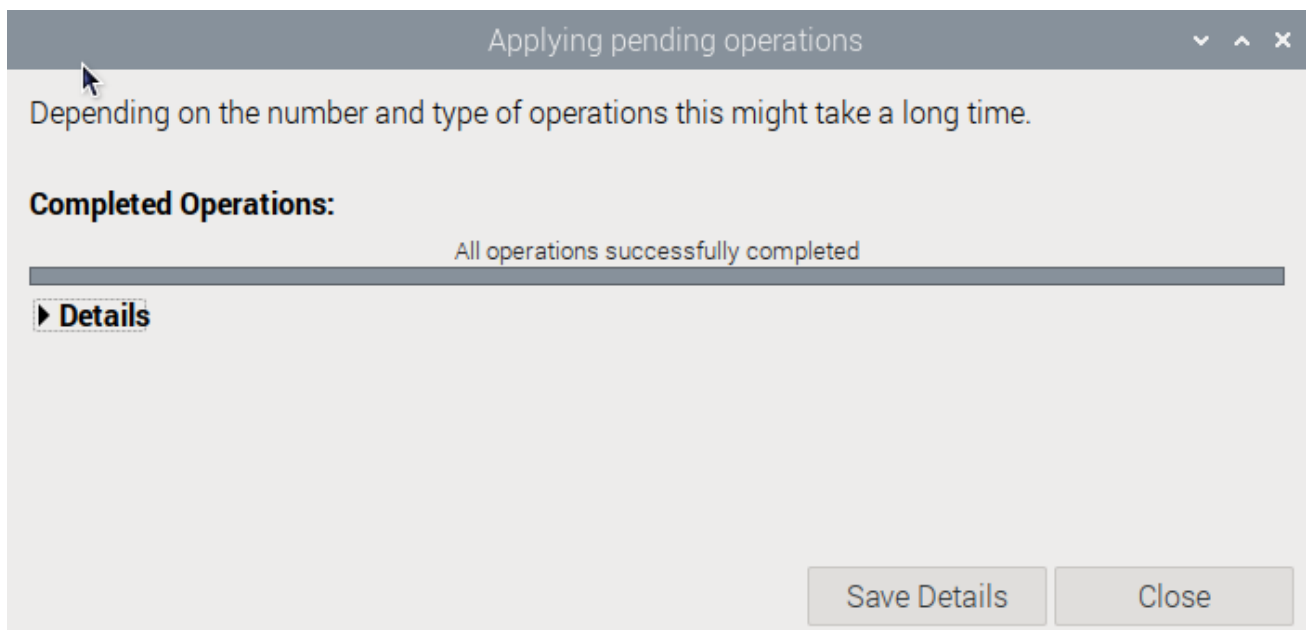 Applying pending operations
Depending on the number and type of operations this might take a long time.
Completed Operations:
All operations successfully completed
Details
Save Details
Close